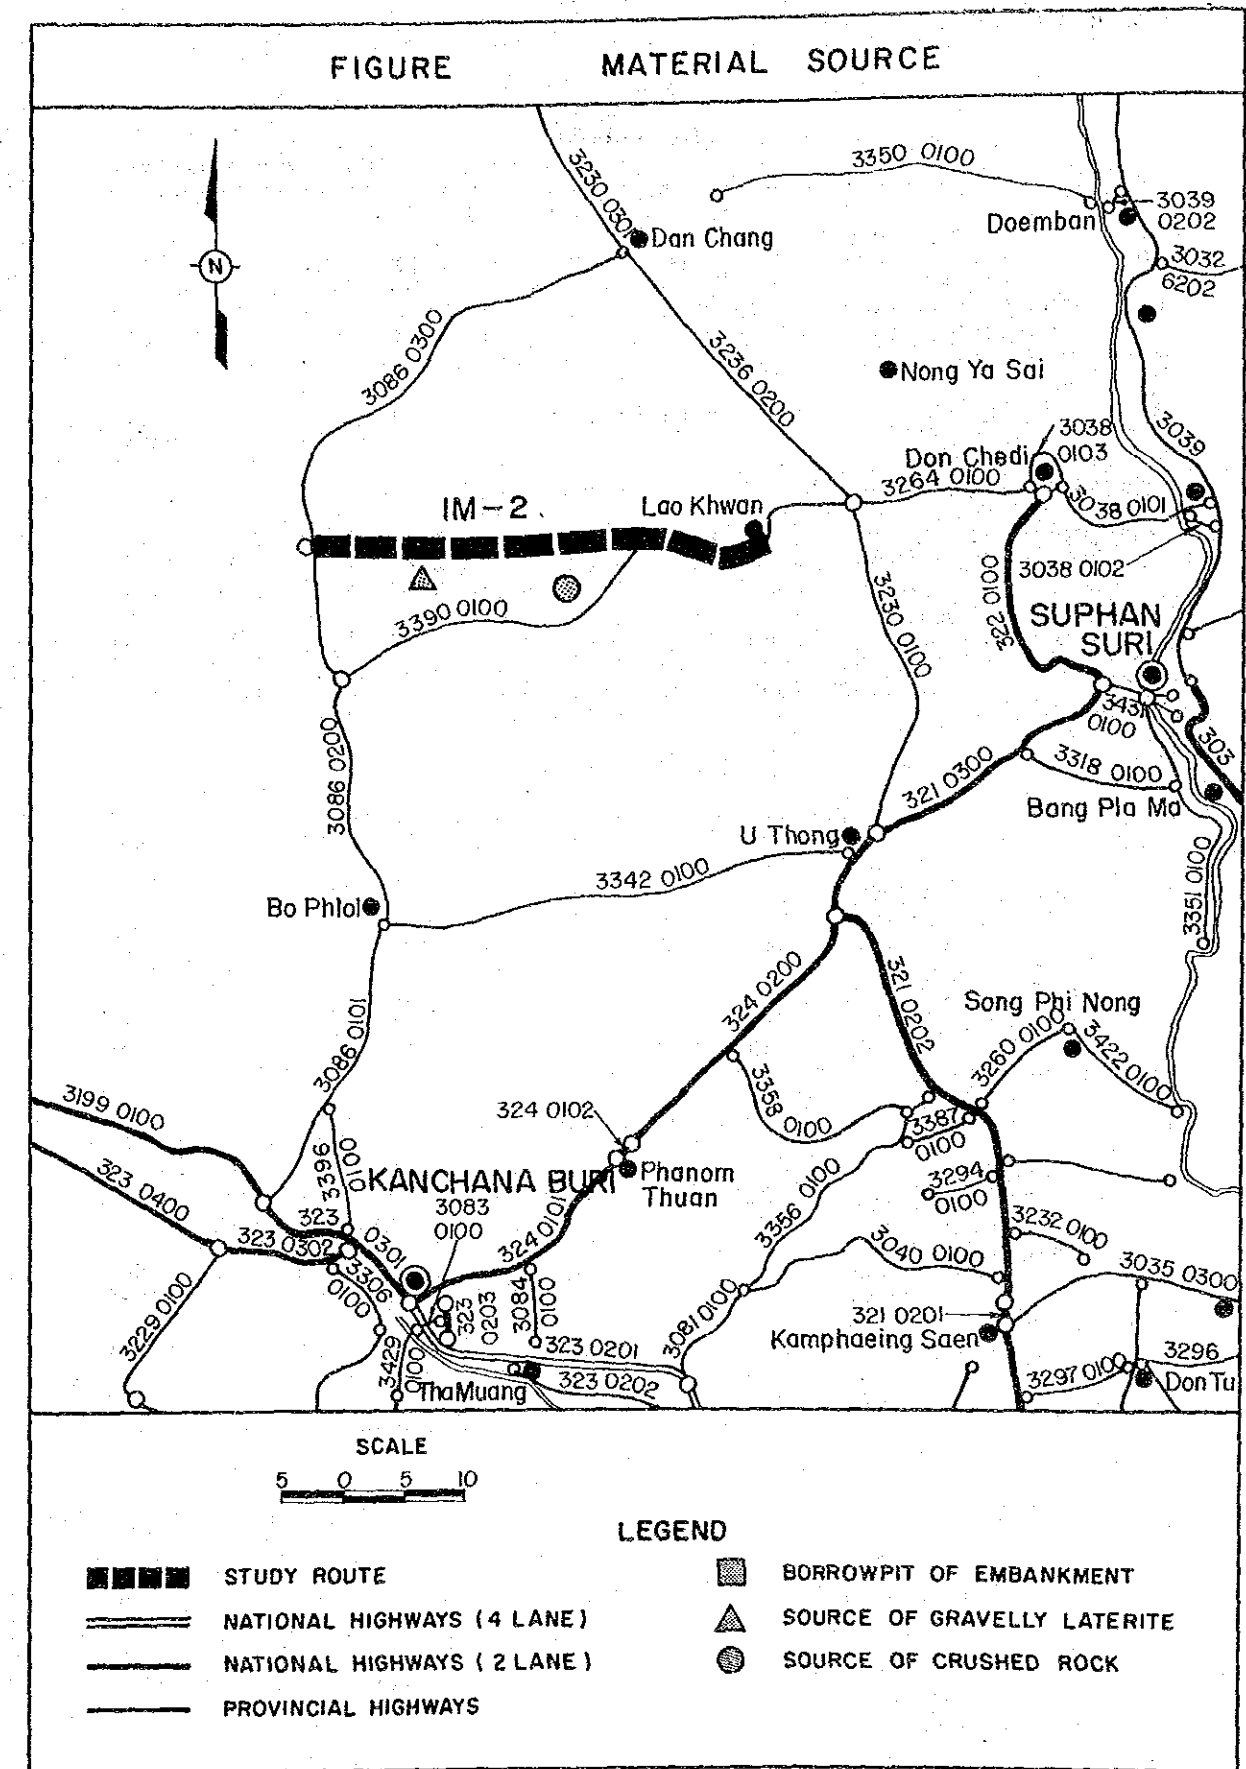 FIGURE MATERIAL SOURCE
3350 0100
3039
0202
Doemban
3230 0301
Dan Chang
3032
6202
3086 0300
3236 0200
Nong Ya Sai
3038
0103
3039
Don Chedi
3264 0100
3038 0101
IM-2
Lao Khwan
3038 0102
3390 0100
3230 0100
322 0100
SUPHAN
SURI
3431
0100
303
3086 0200
321 0300
3318 0100
Bang Pla Ma
U Thong
3342 0100
3351 0100
Bo Phloi
324 0200
321 0202
Song Phi Nong
3260 0100
3422 0100
3086 0101
3199 0100
324 0102
3358 0100
3387
0100
3396
0100
KANCHANA BURI
Phanom
Thuan
3294
0100
323 0400
3083
0100
3356 0100
3232 0100
323 0302
323
0301
324 0101
3040 0100
3035 0300
3306
0100
3229 0100
323
0203
3084
0100
3081 0100
321 0201
Kamphaeing Saen
323 0201
3429
0100
Tha Muang
323 0202
3297 0100
3296
Don Tu
SCALE
5 0 5 10
LEGEND
STUDY ROUTE
BORROWPIT OF EMBANKMENT
NATIONAL HIGHWAYS (4 LANE)
SOURCE OF GRAVELLY LATERITE
NATIONAL HIGHWAYS (2 LANE)
SOURCE OF CRUSHED ROCK
PROVINCIAL HIGHWAYS
N